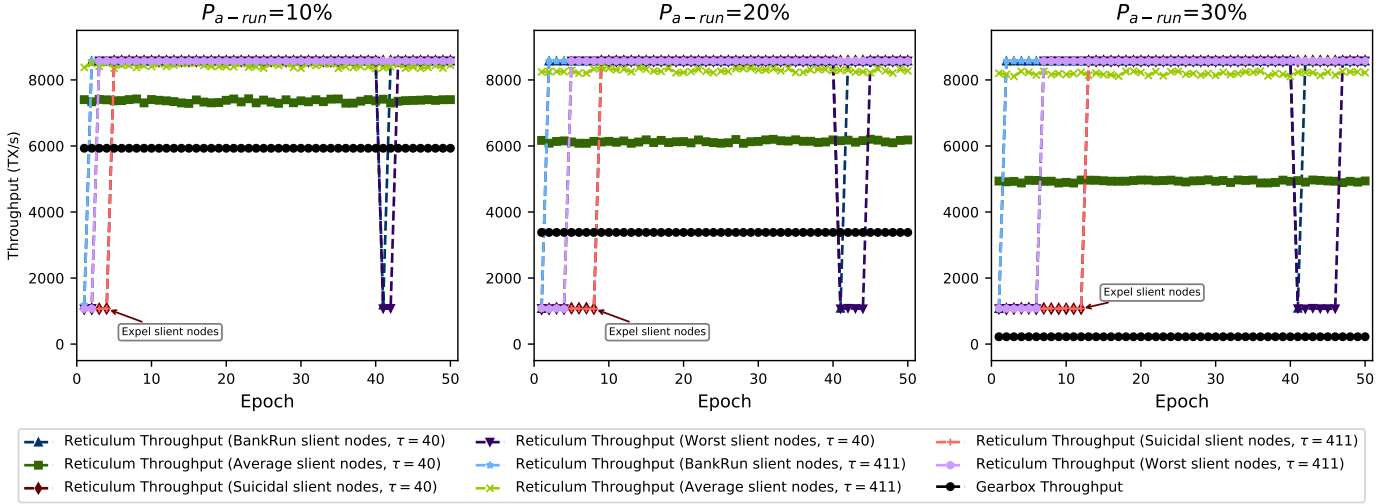 P_{a-run}=10%
P_{a-run}=20%
P_{a-run}=30%
Throughput (TX/s)
8000
6000
4000
2000
0
Expel slient nodes
0 10 20 30 40 50
Epoch
8000
6000
4000
2000
0
Expel slient nodes
0 10 20 30 40 50
Epoch
8000
6000
4000
2000
0
Expel slient nodes
0 10 20 30 40 50
Epoch
Reticulum Throughput (BankRun slient nodes, τ = 40)
Reticulum Throughput (Average slient nodes, τ = 40)
Reticulum Throughput (Suicidal slient nodes, τ = 40)
Reticulum Throughput (Worst slient nodes, τ = 40)
Reticulum Throughput (BankRun slient nodes, τ = 411)
Reticulum Throughput (Average slient nodes, τ = 411)
Reticulum Throughput (Suicidal slient nodes, τ = 411)
Reticulum Throughput (Worst slient nodes, τ = 411)
Gearbox Throughput